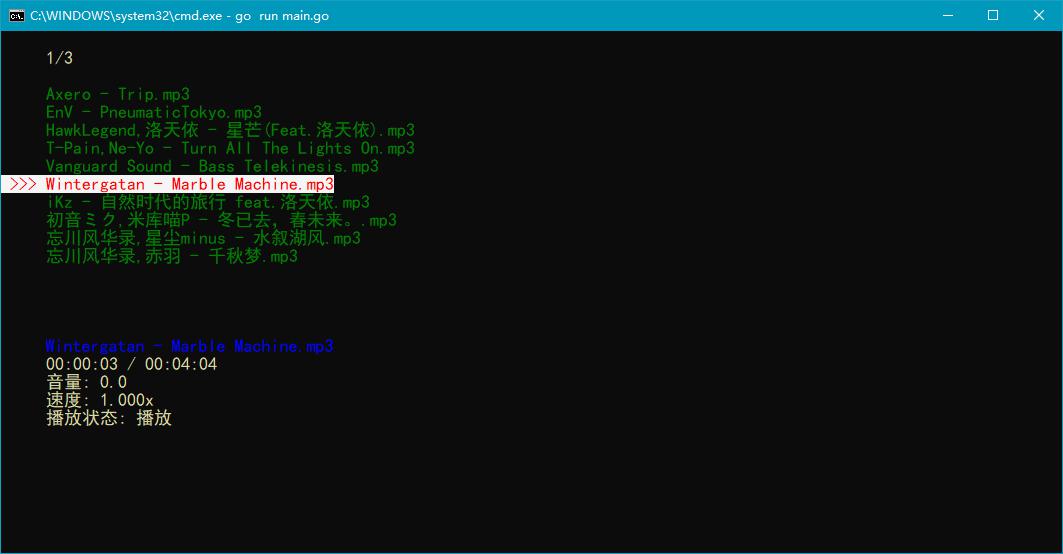 C:\WINDOWS\system32\cmd.exe - go  run main.go
1/3
Axero - Trip.mp3
EnV - PneumaticTokyo.mp3
HawkLegend,洛天依 - 星芒(Feat.洛天依).mp3
T-Pain,Ne-Yo - Turn All The Lights On.mp3
Vanguard Sound - Bass Telekinesis.mp3
>>> Wintergatan - Marble Machine.mp3
iKz - 自然时代的旅行 feat.洛天依.mp3
初音ミク,米库喵P - 冬已去，春未来。.mp3
忘川风华录,星尘minus - 水叙湖风.mp3
忘川风华录,赤羽 - 千秋梦.mp3
Wintergatan - Marble Machine.mp3
00:00:03 / 00:04:04
音量: 0.0
速度: 1.000x
播放状态: 播放